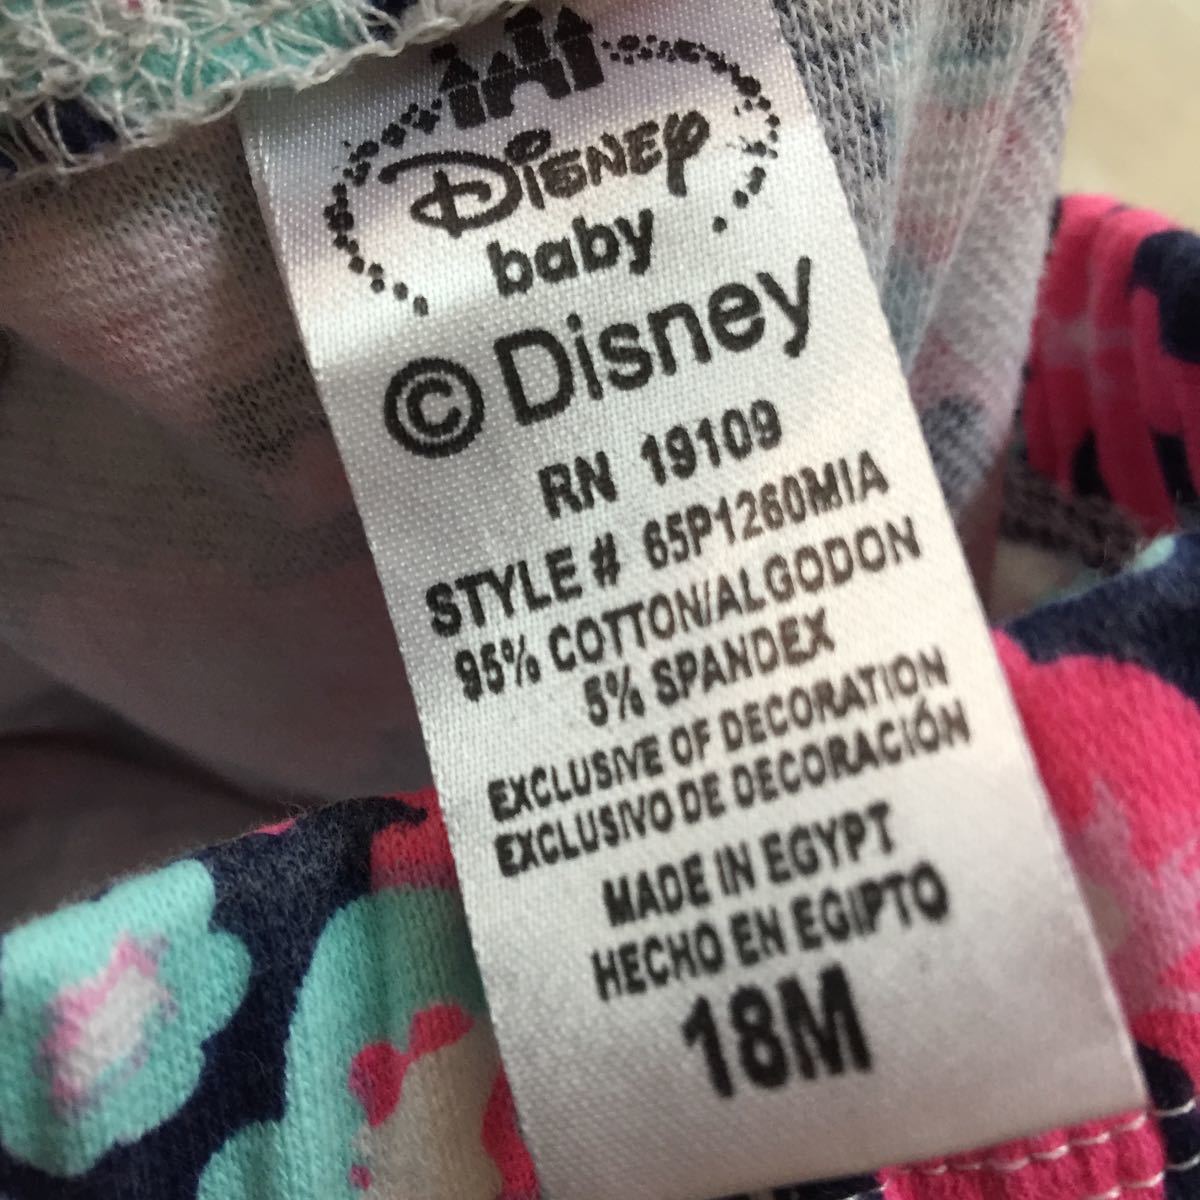 Disney
baby
© Disney
RN 19109
STYLE # 65P1260MIA
95% COTTON/ALGODON
5% SPANDEX
EXCLUSIVE OF DECORATION
EXCLUSIVO DE DECORACIÓN
MADE IN EGYPT
HECHO EN EGIPTO
18M